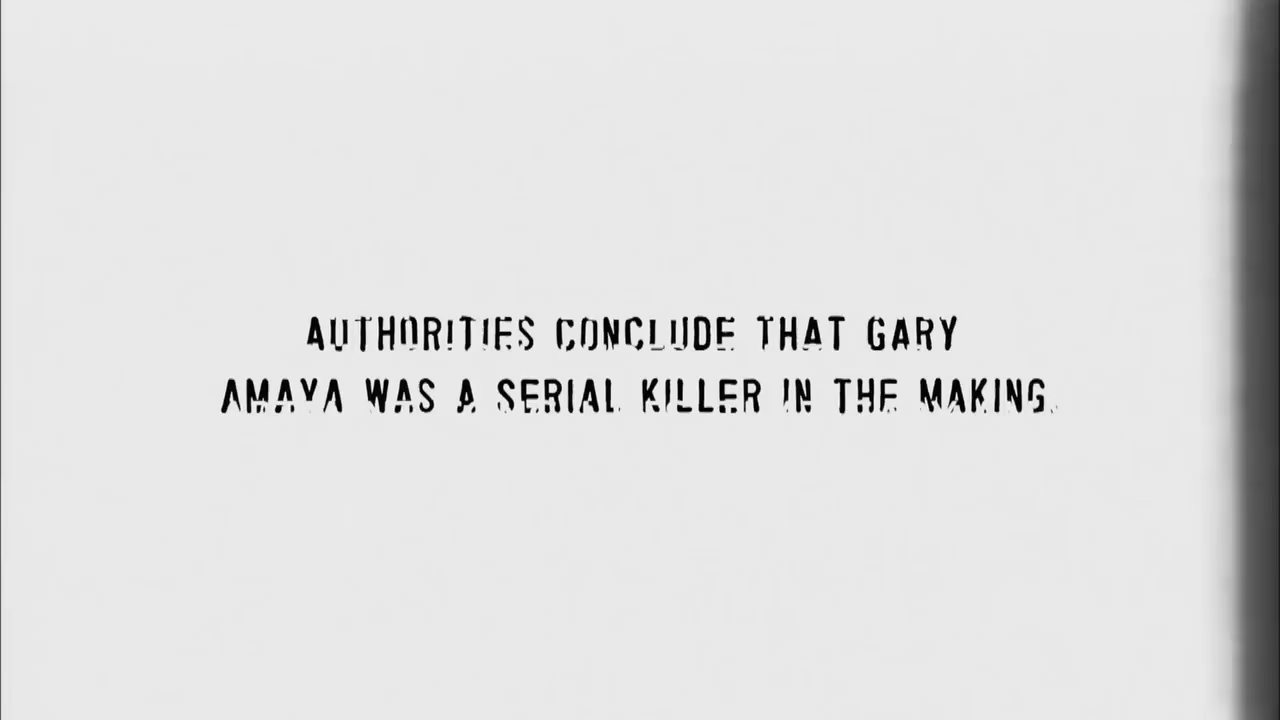 AUTHORITIES CONCLUDE THAT GARY
AMAYA WAS A SERIAL KILLER IN THE MAKING.